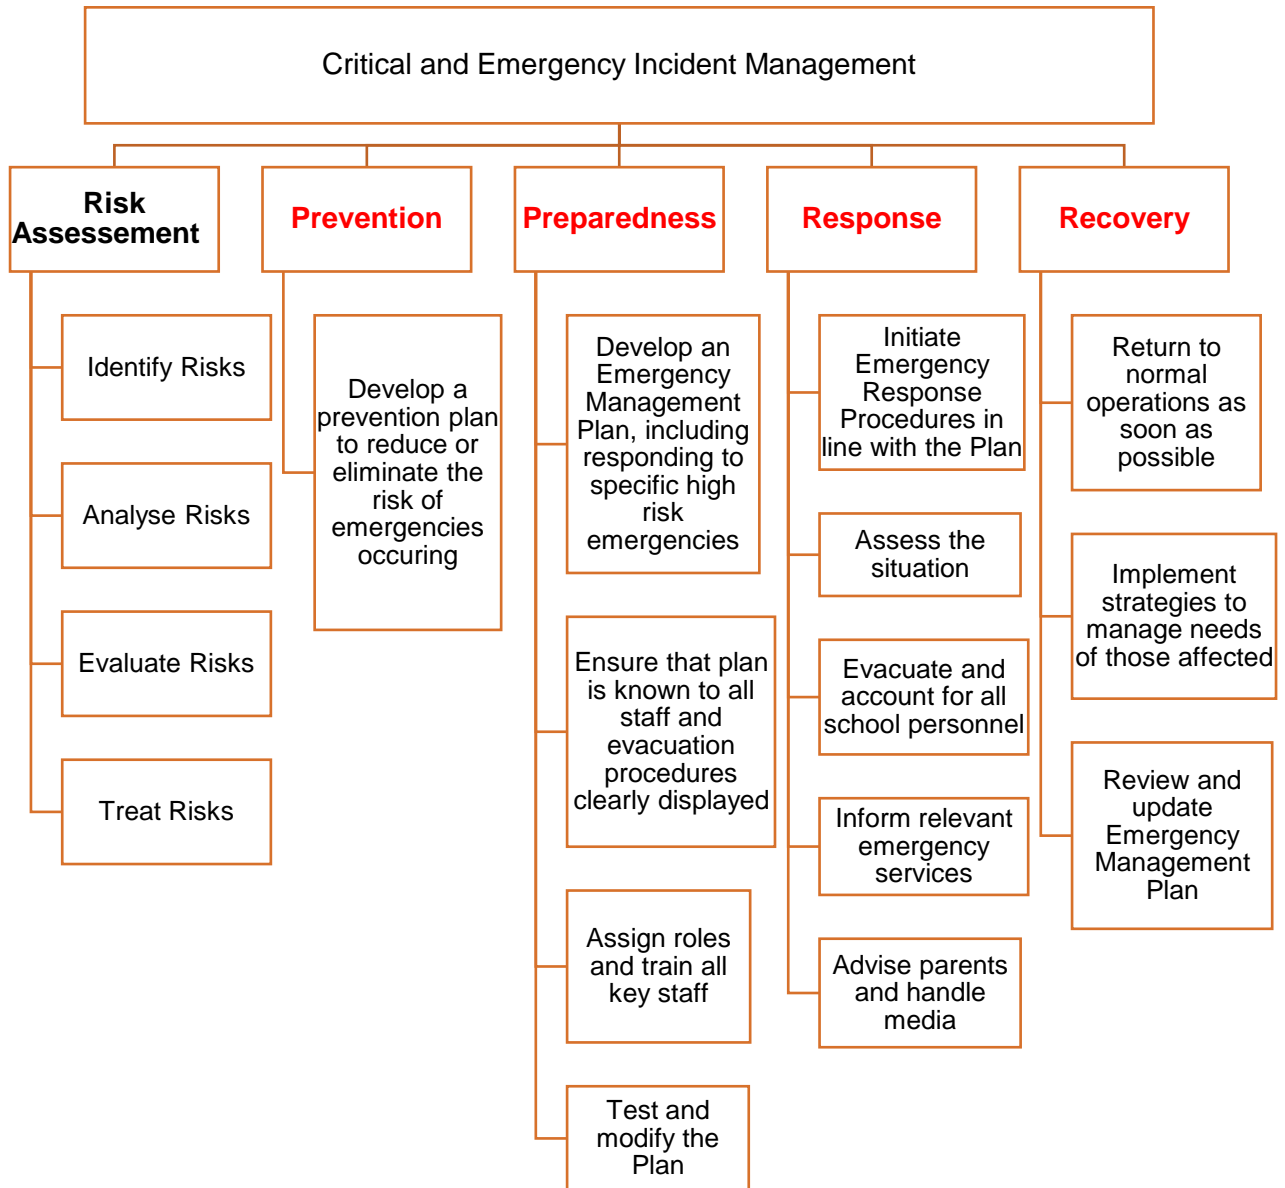 Critical and Emergency Incident Management
Risk
Assessement
Identify Risks
Analyse Risks
Evaluate Risks
Treat Risks
Prevention
Develop a
prevention plan
to reduce or
eliminate the
risk of
emergencies
occuring
Preparedness
Develop an
Emergency
Management
Plan, including
responding to
specific high
risk
emergencies
Ensure that plan
is known to all
staff and
evacuation
procedures
clearly displayed
Assign roles
and train all
key staff
Test and
modify the
Plan
Response
Initiate
Emergency
Response
Procedures in
line with the Plan
Assess the
situation
Evacuate and
account for all
school personnel
Inform relevant
emergency
services
Advise parents
and handle
media
Recovery
Return to
normal
operations as
soon as
possible
Implement
strategies to
manage needs
of those affected
Review and
update
Emergency
Management
Plan